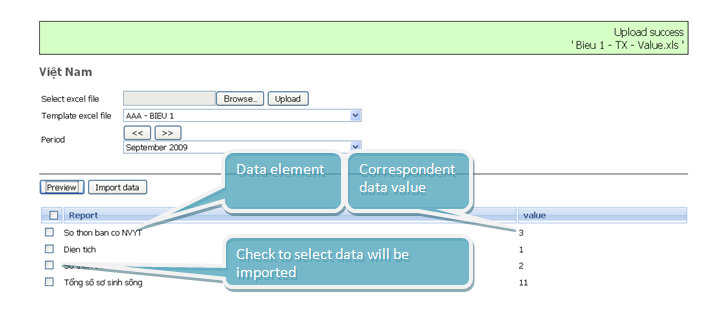 Upload success
' Bieu 1 - TX - Value.xls '
Việt Nam
Select excel file Browse... Upload
Template excel file AAA - BIEU 1
Period << >>
September 2009
Data element
Correspondent
data value
Preview Import data
Report value
So thon ban co NVYT 3
Dien tich 1
Check to select data will be
imported
2
Tổng số sơ sinh sống 11